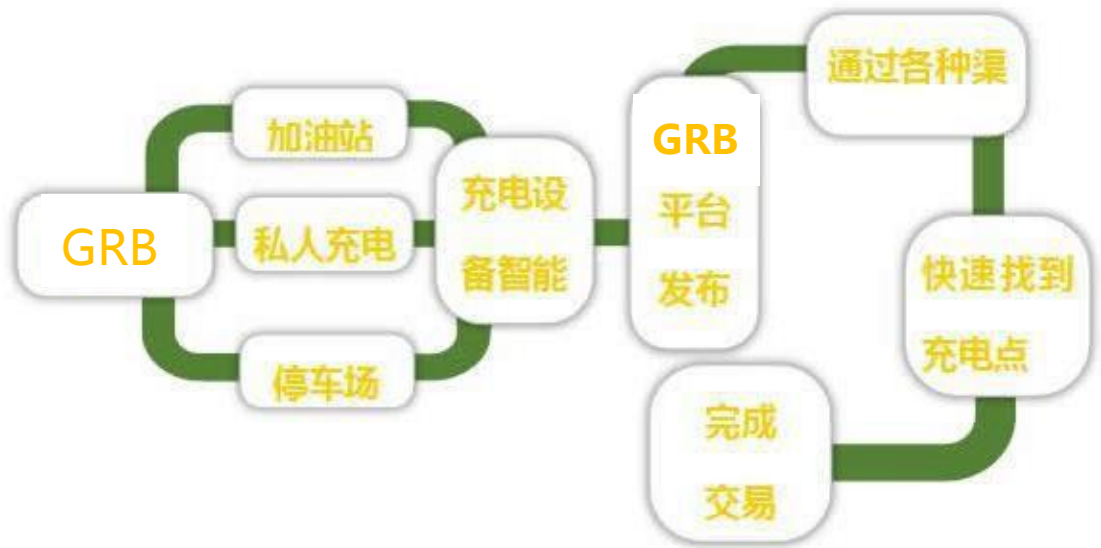 GRB
加油站
私人充电
停车场
充电设
备智能
GRB
平台
发布
通过各种渠
快速找到
充电点
完成
交易